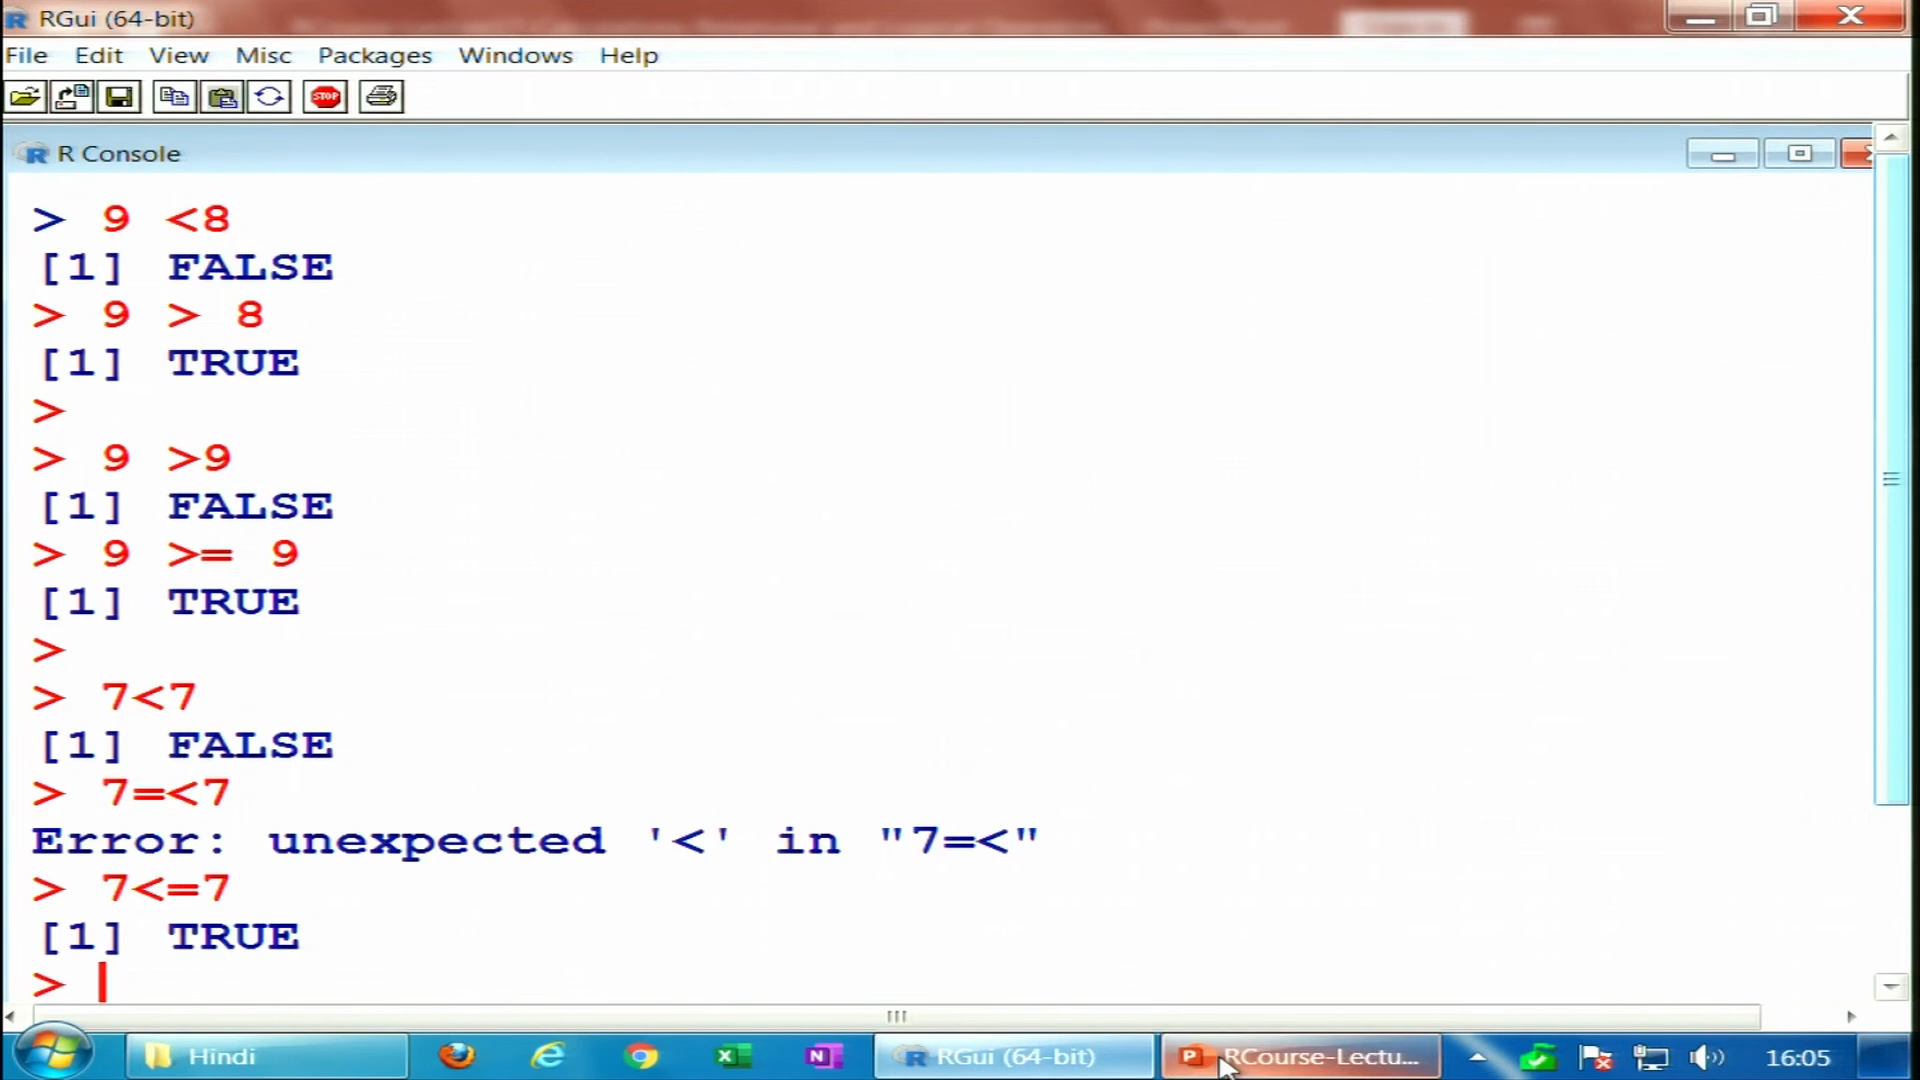 RGui (64-bit)
File Edit View Misc Packages Windows Help
STOP
R Console
> 9 <8
[1] FALSE
> 9 > 8
[1] TRUE
>
> 9 >9
[1] FALSE
> 9 >= 9
[1] TRUE
>
> 7<7
[1] FALSE
> 7=<7
Error: unexpected '<' in "7=<"
> 7<=7
[1] TRUE
>
Hindi RGui (64-bit) RCourse-Lectu... 16:05